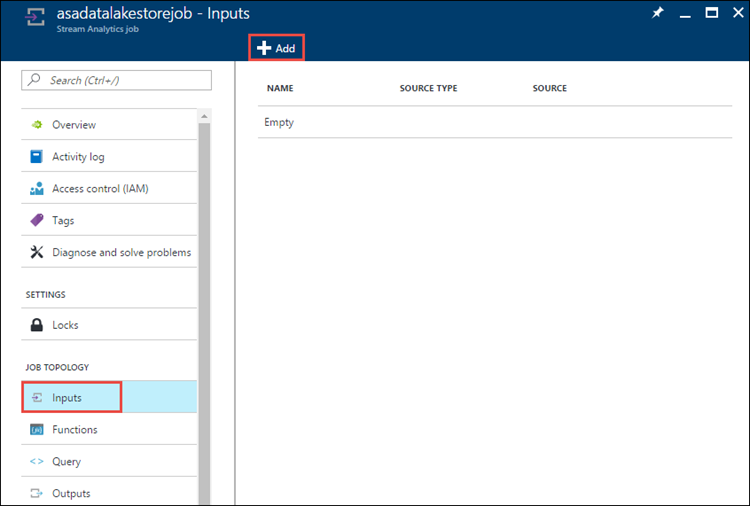 asadatalakestorejob - Inputs
Stream Analytics job
Add
Search (Ctrl+/)
Overview
Activity log
Access control (IAM)
Tags
Diagnose and solve problems
SETTINGS
Locks
JOB TOPOLOGY
Inputs
Functions
Query
Outputs
NAME SOURCE TYPE SOURCE
Empty